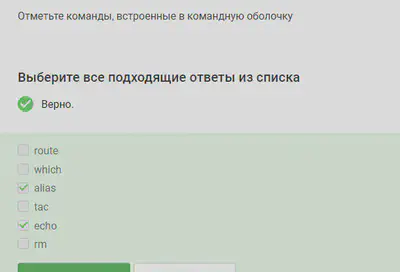 Отметьте команды, встроенные в командную оболочку
Выберите все подходящие ответы из списка
Верно.
route
which
alias
tac
echo
rm